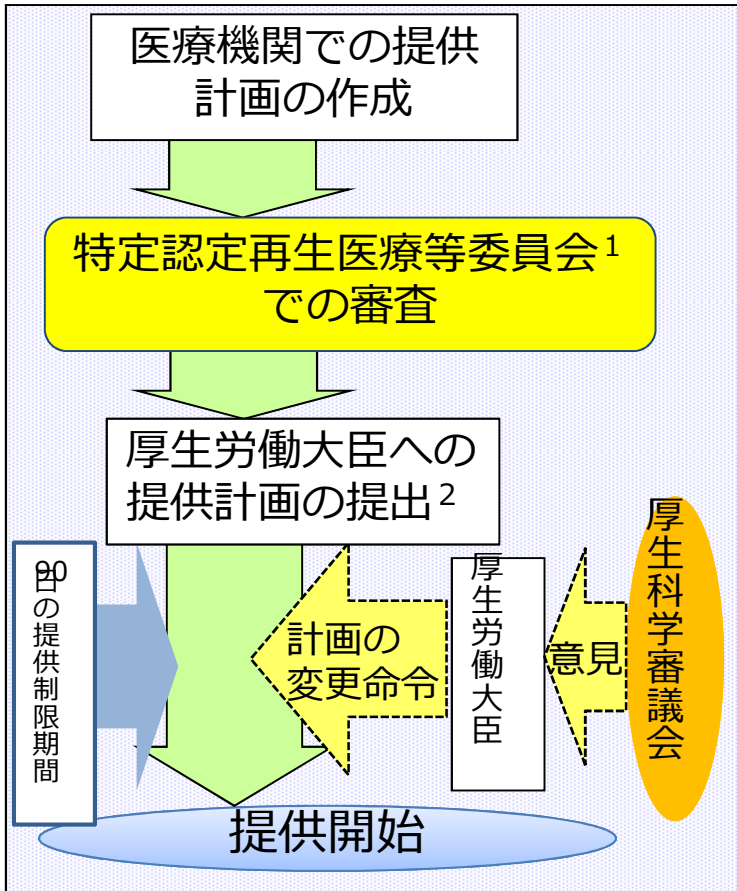 医療機関での提供
計画の作成
特定認定再生医療等委員会1
での審査
厚生労働大臣への
提供計画の提出2
90日の提供制限期間
計画の
変更命令
厚生労働大臣
意見
厚生科学審議会
提供開始